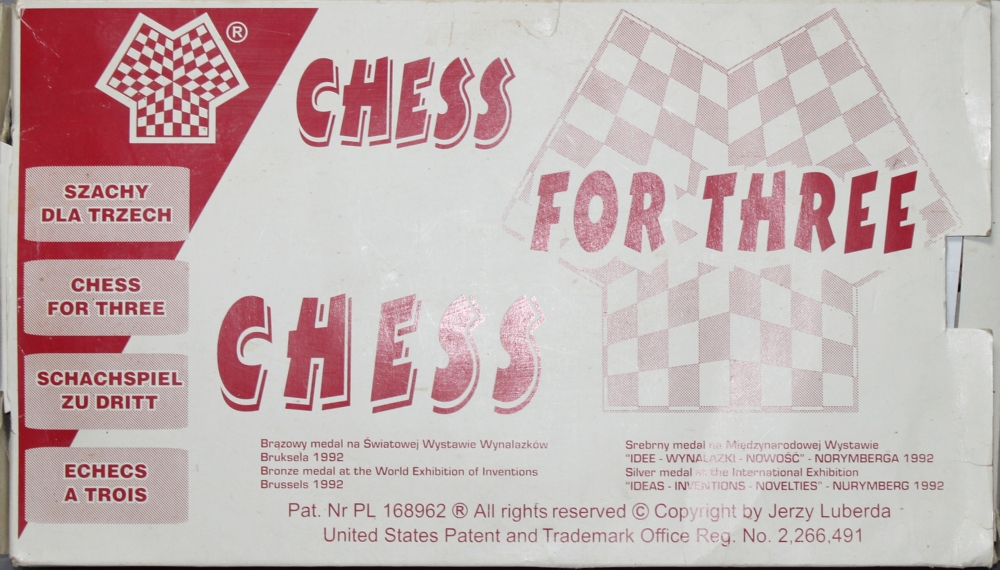 ®
CHESS
FOR THREE
CHESS
SZACHY
DLA TRZECH
CHESS
FOR THREE
SCHACHSPIEL
ZU DRITT
ECHECS
A TROIS
Brązowy medal na Światowej Wystawie Wynalazków
Bruksela 1992
Bronze medal at the World Exhibition of Inventions
Brussels 1992
Srebrny medal na Międzynarodowej Wystawie
"IDEE - WYNALAZKI - NOWOŚĆ" - NORYMBERGA 1992
Silver medal at the International Exhibition
"IDEAS - INVENTIONS - NOVELTIES" - NURYMBERG 1992
Pat. Nr PL 168962 ® All rights reserved © Copyright by Jerzy Luberda
United States Patent and Trademark Office Reg. No. 2,266,491